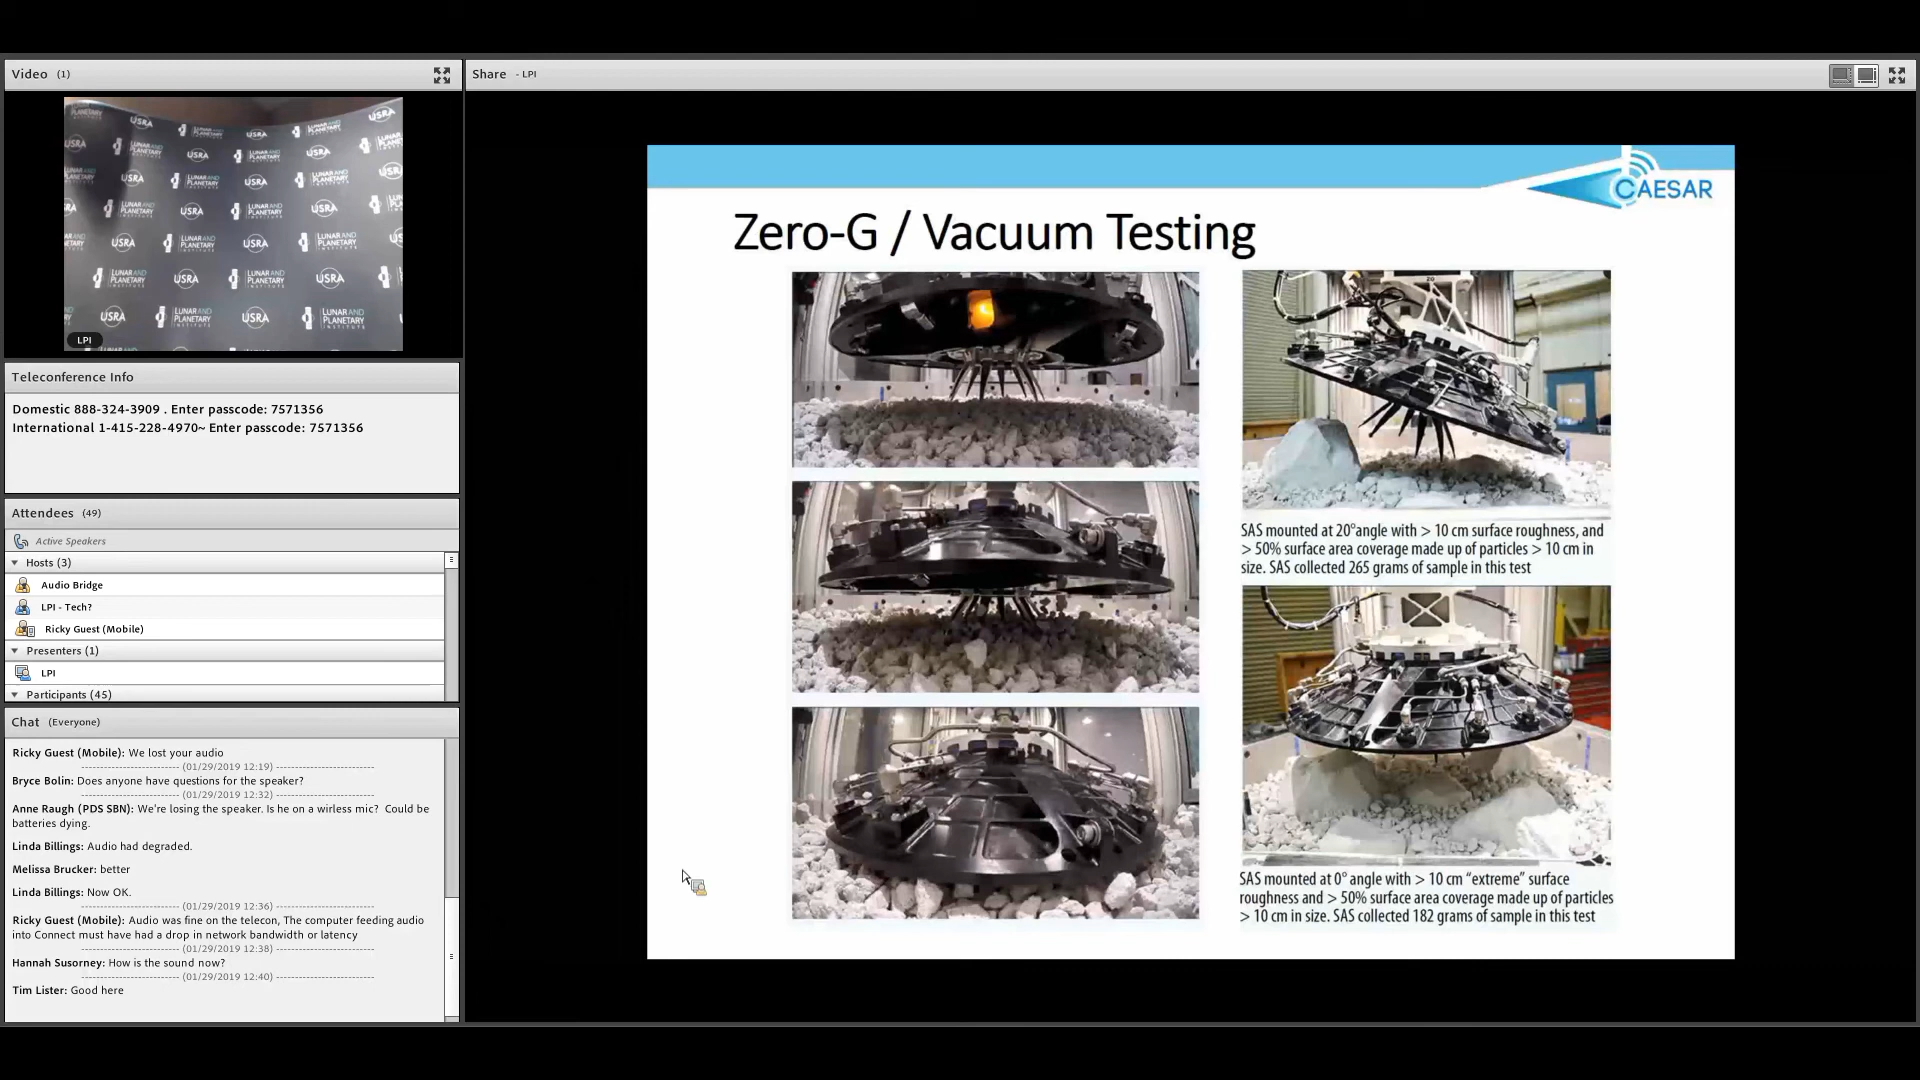 Video (1)
Share - LPI
USRA
LUNAR AND PLANETARY INSTITUTE
LPI
Teleconference Info
Domestic 888-324-3909 . Enter passcode: 7571356
International 1-415-228-4970~ Enter passcode: 7571356
Attendees (49)
Active Speakers
Hosts (3)
Audio Bridge
LPI - Tech?
Ricky Guest (Mobile)
Presenters (1)
LPI
Participants (45)
Chat (Everyone)
Ricky Guest (Mobile): We lost your audio
(01/29/2019 12:19)
Bryce Bolin: Does anyone have questions for the speaker?
(01/29/2019 12:32)
Anne Raugh (PDS SBN): We're losing the speaker. Is he on a wirless mic? Could be
batteries dying.
Linda Billings: Audio had degraded.
Melissa Brucker: better
Linda Billings: Now OK.
(01/29/2019 12:36)
Ricky Guest (Mobile): Audio was fine on the telecon, The computer feeding audio
into Connect must have had a drop in network bandwidth or latency
(01/29/2019 12:38)
Hannah Susorney: How is the sound now?
(01/29/2019 12:40)
Tim Lister: Good here
CAESAR
Zero-G / Vacuum Testing
SAS mounted at 20°angle with > 10 cm surface roughness, and
> 50% surface area coverage made up of particles > 10 cm in
size. SAS collected 265 grams of sample in this test
SAS mounted at 0° angle with > 10 cm “extreme” surface
roughness and > 50% surface area coverage made up of particles
> 10 cm in size. SAS collected 182 grams of sample in this test